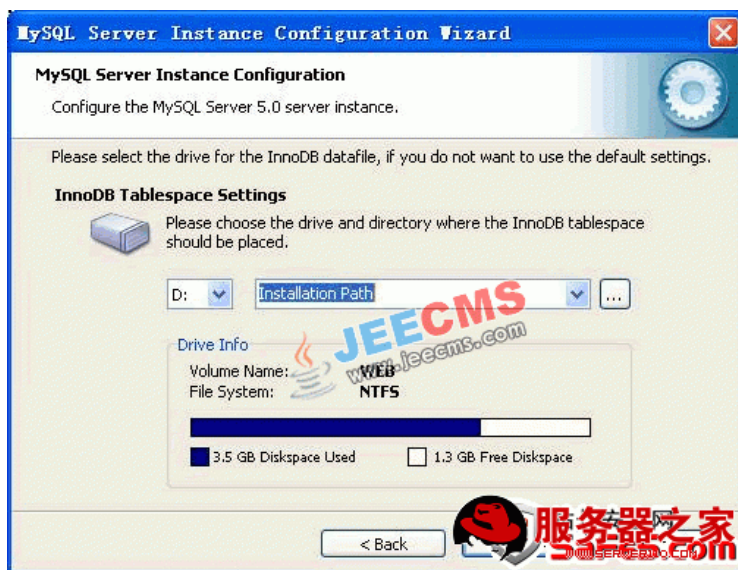 MySQL Server Instance Configuration Wizard
MySQL Server Instance Configuration
Configure the MySQL Server 5.0 server instance.
Please select the drive for the InnoDB datafile, if you do not want to use the default settings.
InnoDB Tablespace Settings
Please choose the drive and directory where the InnoDB tablespace
should be placed.
D: Installation Path ...
JEECMS
www.jeecms.com
Drive Info
Volume Name: WEB
File System: NTFS
3.5 GB Diskspace Used 1.3 GB Free Diskspace
< Back
服务器之家